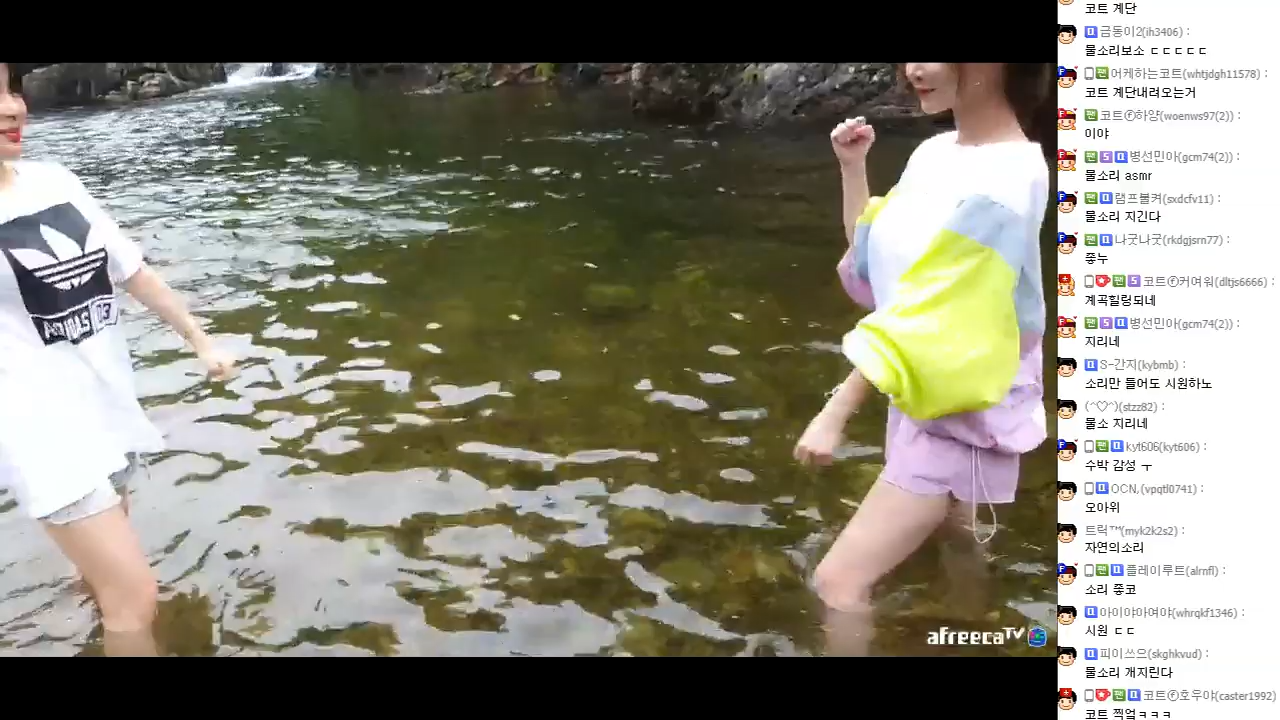 코트 계단
금동이2(ih3406) :
물소리보소 ㄷㄷㄷㄷㄷ
어케하는코트(whtjdgh11578) :
코트 계단내려오는거
코트ⓕ하양(woenws97(2)) :
이야
병선민아(gcm74(2)) :
물소리 asmr
램프불켜(sxdcfv11) :
물소리 지긴다
나굿나굿(rkdgjsrn77) :
좋누
코트ⓕ커여워(dltjs6666) :
계곡힐링되네
병선민아(gcm74(2)) :
지리네
S-간지(kybmb) :
소리만 들어도 시원하노
(^♡^)(stzz82) :
물소 지리네
kyt606(kyt606) :
수박 감성 ㅜ
OCN,(vpqtl0741) :
오아위
트릭™(myk2k2s2) :
자연의소리
플레이루트(alrnfl) :
소리 좋코
아이야아여야(whrqkf1346) :
시원 ㄷㄷ
피이쓰으(skghkvud) :
물소리 개지린다
코트ⓕ호우야(caster1992)
코트 찍엌ㅋㅋㅋ
adidas
afreecaTV